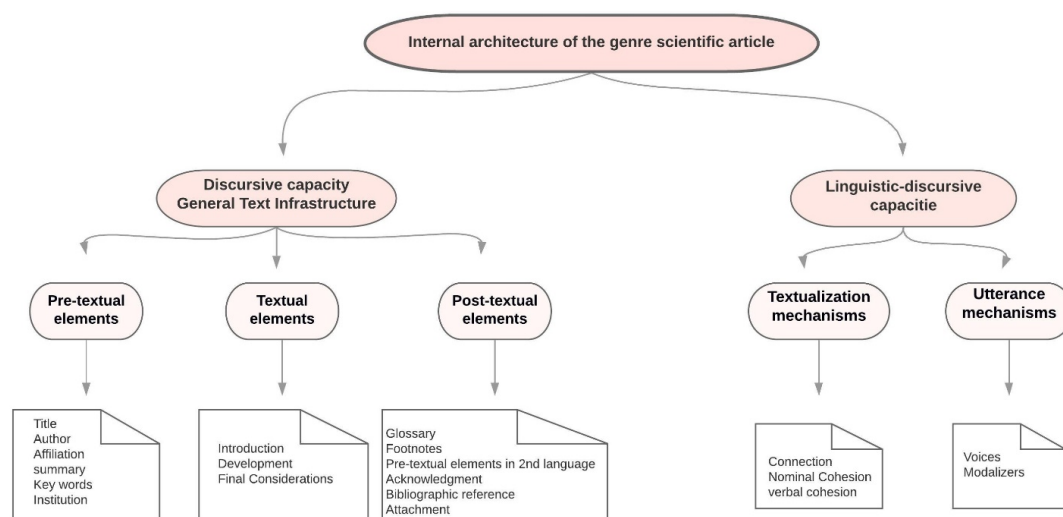 Internal architecture of the genre scientific article
Discursive capacity
General Text Infrastructure
Linguistic-discursive
capacitie
Pre-textual
elements
Textual
elements
Post-textual
elements
Textualization
mechanisms
Utterance
mechanisms
Title
Author
Affiliation
summary
Key words
Institution
Introduction
Development
Final Considerations
Glossary
Footnotes
Pre-textual elements in 2nd language
Acknowledgment
Bibliographic reference
Attachment
Connection
Nominal Cohesion
verbal cohesion
Voices
Modalizers